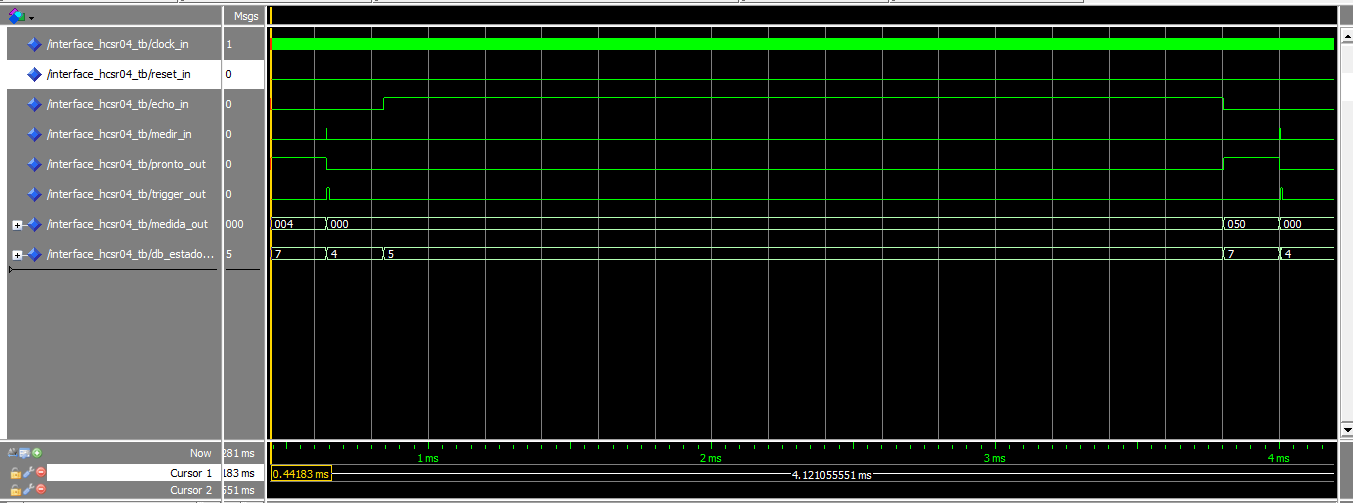 Msgs
/interface_hcsr04_tb/clock_in 1
/interface_hcsr04_tb/reset_in 0
/interface_hcsr04_tb/echo_in 0
/interface_hcsr04_tb/medir_in 0
/interface_hcsr04_tb/pronto_out 0
/interface_hcsr04_tb/trigger_out 0
/interface_hcsr04_tb/medida_out 000 004 000 050 000
/interface_hcsr04_tb/db_estado... 5 7 4 5 7 4
Now 281 ms 1 ms 2 ms 3 ms 4 ms
Cursor 1 183 ms 0.44183 ms 4.121055551 ms
Cursor 2 551 ms